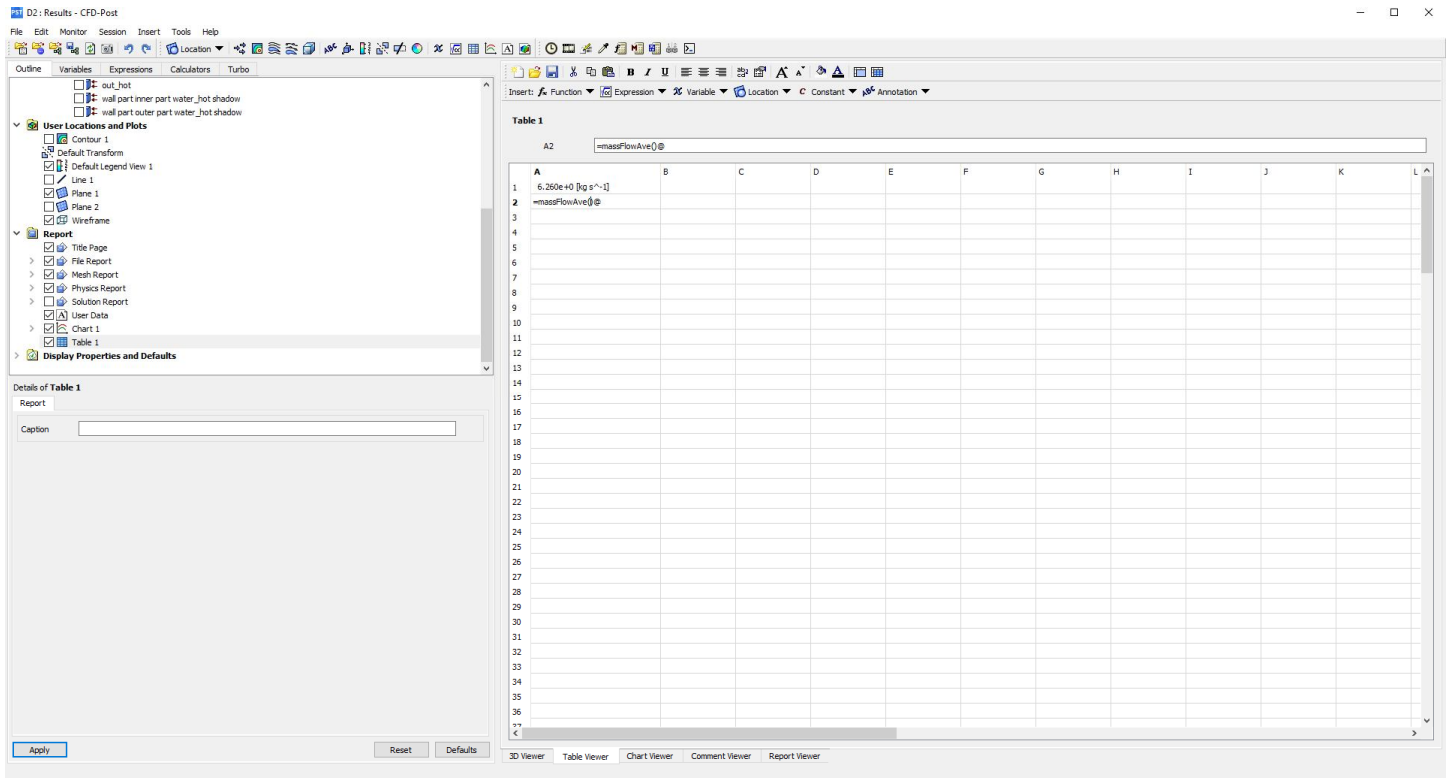 PST D2 : Results - CFD-Post
File Edit Monitor Session Insert Tools Help
Location
Outline Variables Expressions Calculators Turbo
out_hot
wall part inner part water_hot shadow
wall part outer part water_hot shadow
User Locations and Plots
Contour 1
Default Transform
Default Legend View 1
Line 1
Plane 1
Plane 2
Wireframe
Report
Title Page
File Report
Mesh Report
Physics Report
Solution Report
User Data
Chart 1
Table 1
Display Properties and Defaults
Details of Table 1
Report
Caption
Apply Reset Defaults
B I U
Insert: Function Expression Variable Location C Constant Annotation
Table 1
A2 =massFlowAve()@
A B C D E F G H I J K L
1 6.260e+0 [kg s^-1]
2 =massFlowAve()@
3
4
5
6
7
8
9
10
11
12
13
14
15
16
17
18
19
20
21
22
23
24
25
26
27
28
29
30
31
32
33
34
35
36
37
3D Viewer Table Viewer Chart Viewer Comment Viewer Report Viewer